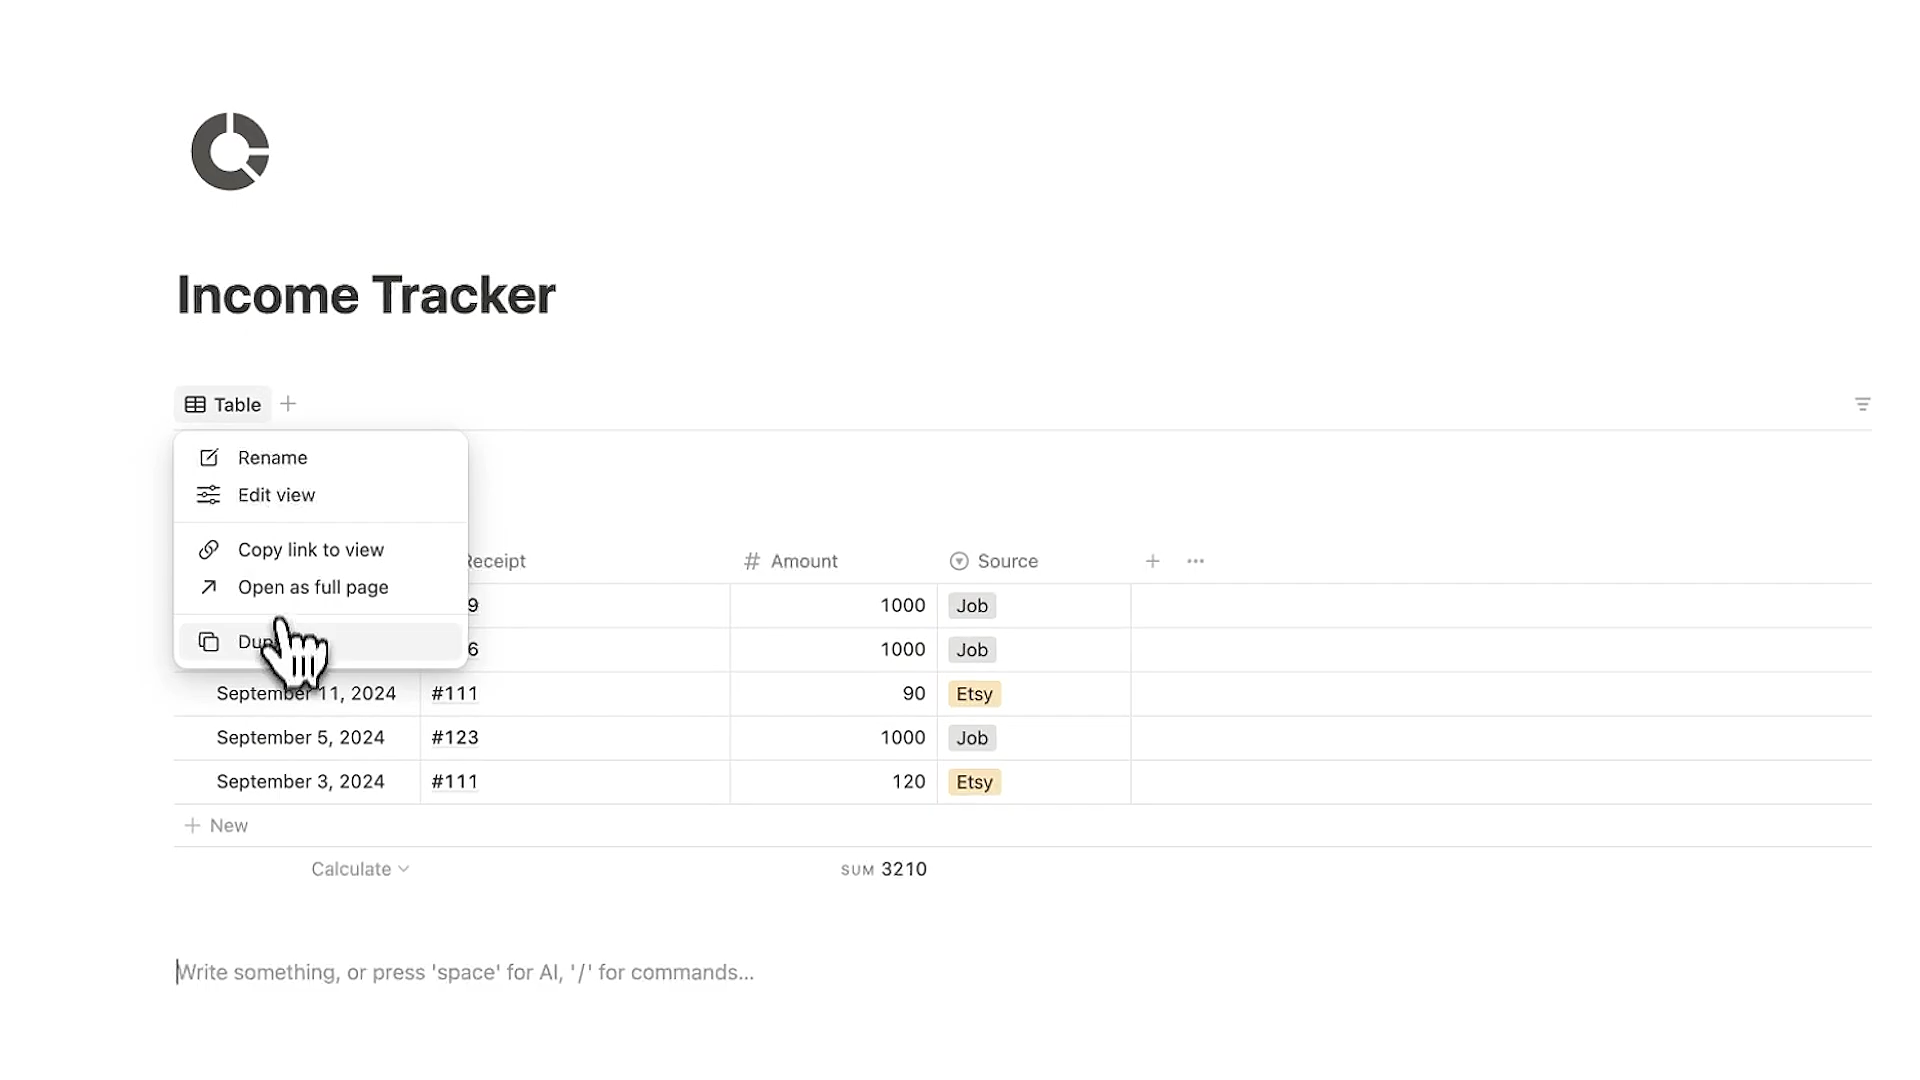 Income Tracker
Table
Rename
Edit view
Copy link to view
Open as full page
Receipt # Amount Source
9 1000 Job
6 1000 Job
September 11, 2024 #111 90 Etsy
September 5, 2024 #123 1000 Job
September 3, 2024 #111 120 Etsy
+ New
Calculate SUM 3210
Write something, or press 'space' for AI, '/' for commands...